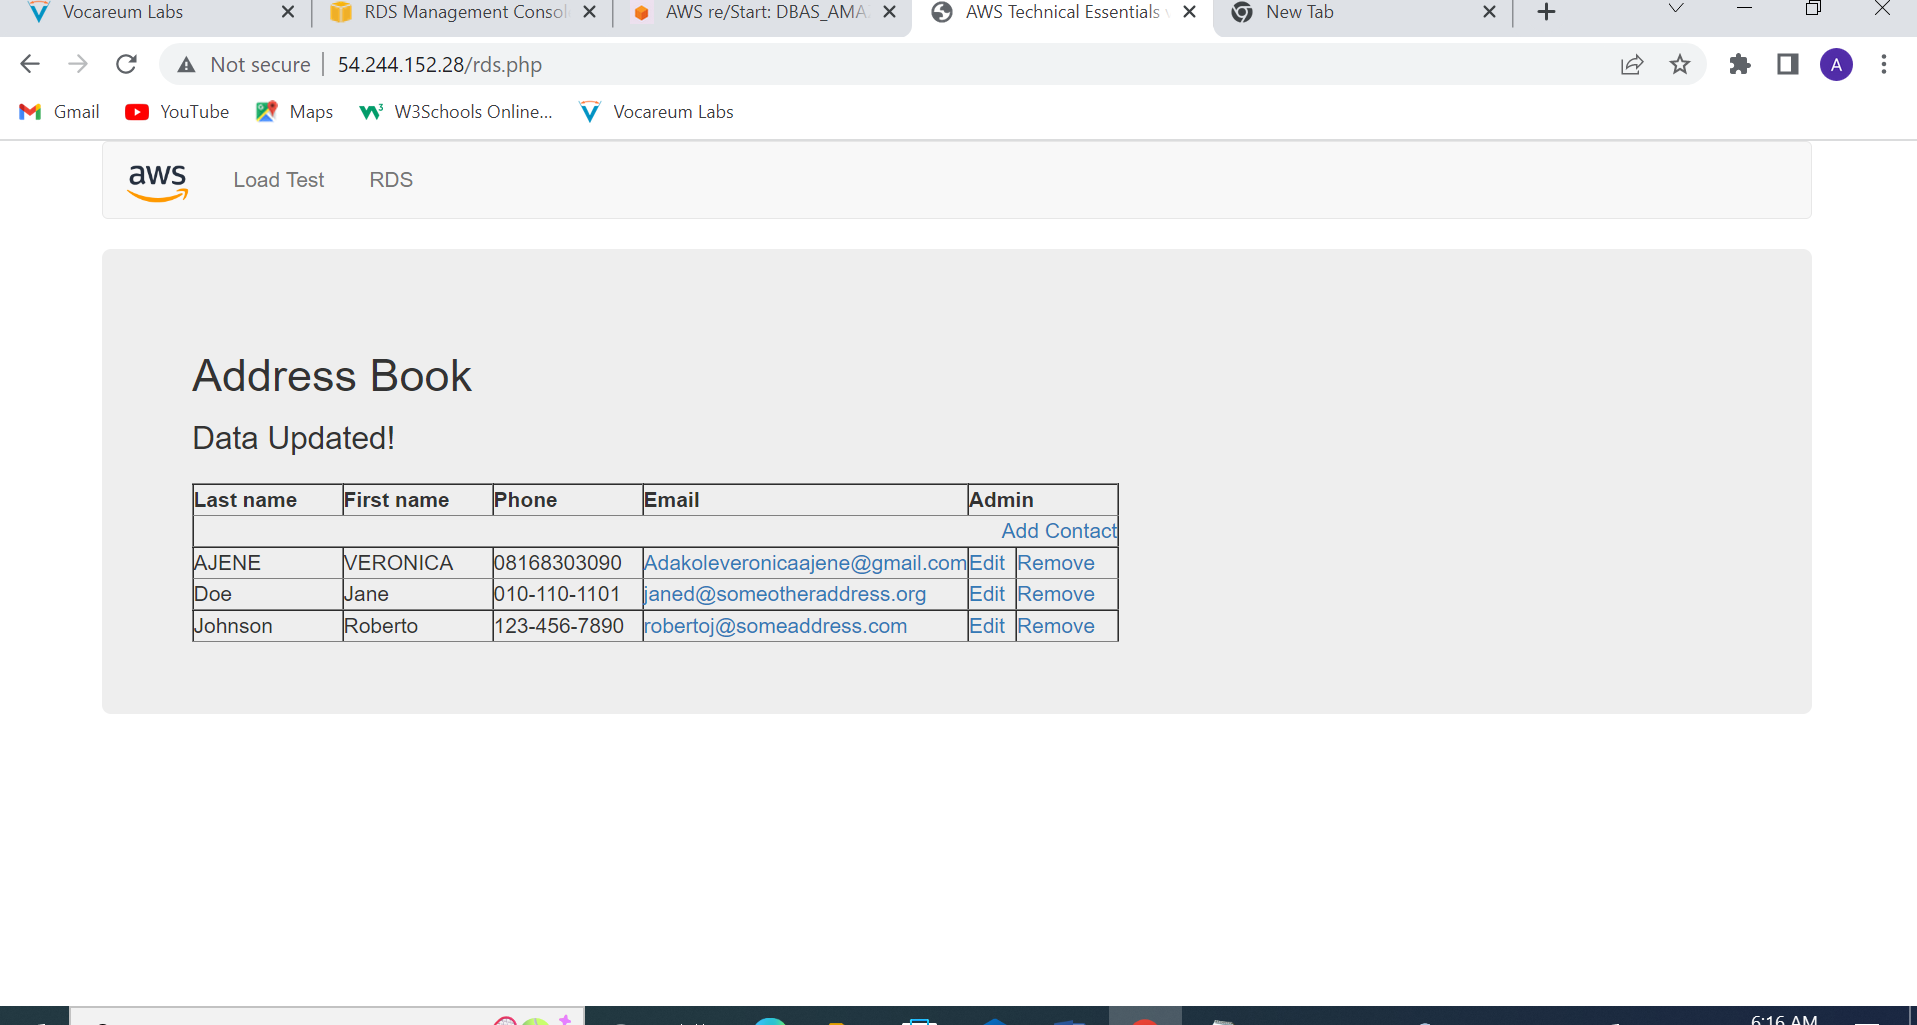 Vocareum Labs RDS Management Consol AWS re/Start: DBAS_AMA AWS Technical Essentials New Tab
Not secure 54.244.152.28/rds.php A
Gmail YouTube Maps W3Schools Online... Vocareum Labs
aws Load Test RDS
Address Book
Data Updated!
Last name First name Phone Email Admin
Add Contact
AJENE VERONICA 08168303090 Adakoleveronicaajene@gmail.com Edit Remove
Doe Jane 010-110-1101 janed@someotheraddress.org Edit Remove
Johnson Roberto 123-456-7890 robertoj@someaddress.com Edit Remove
6:16 AM